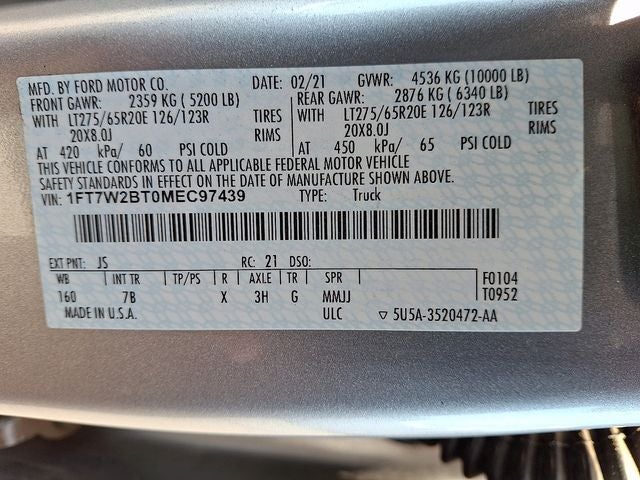 MFD. BY FORD MOTOR CO. DATE: 02/21 GVWR: 4536 KG (10000 LB)
FRONT GAWR: 2359 KG (5200 LB) REAR GAWR: 2876 KG (6340 LB)
WITH LT275/65R20E 126/123R TIRES WITH LT275/65R20E 126/123R TIRES
20X8.0J RIMS 20X8.0J RIMS
AT 420 kPa/ 60 PSI COLD AT 450 kPa/ 65 PSI COLD
THIS VEHICLE CONFORMS TO ALL APPLICABLE FEDERAL MOTOR VEHICLE
SAFETY STANDARDS IN EFFECT ON THE DATE OF MANUFACTURE SHOWN ABOVE.
VIN: 1FT7W2BT0MEC97439 TYPE: Truck
EXT PNT: JS RC: 21 DSO:
WB INT TR TP/PS R AXLE TR SPR F0104
160 7B X 3H G MMJJ T0952
MADE IN U.S.A. ULC ▽ 5U5A-3520472-AA